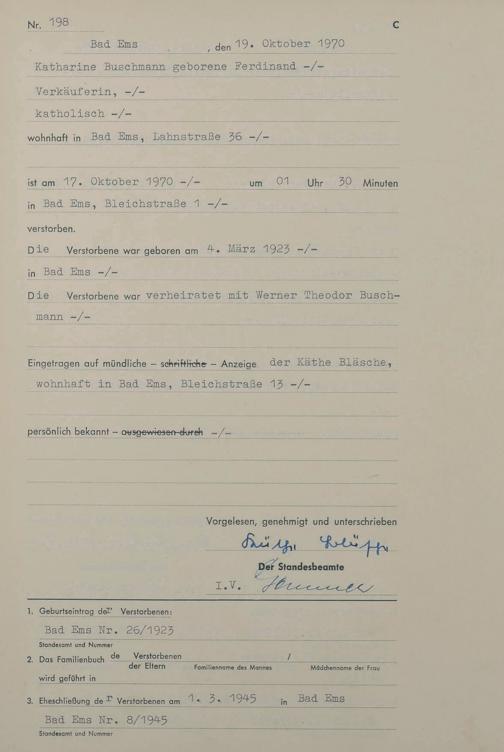 Nr. 198 C
Bad Ems , den 19. Oktober 1970
Katharine Buschmann geborene Ferdinand -/-
Verkäuferin, -/-
katholisch -/-
wohnhaft in Bad Ems, Lahnstraße 36 -/-
ist am 17. Oktober 1970 -/- um 01 Uhr 30 Minuten
in Bad Ems, Bleichstraße 1 -/-
verstorben.
Die Verstorbene war geboren am 4. März 1923 -/-
in Bad Ems -/-
Die Verstorbene war verheiratet mit Werner Theodor Busch-
mann -/-
Eingetragen auf mündliche – schriftliche – Anzeige der Käthe Bläsche,
wohnhaft in Bad Ems, Bleichstraße 13 -/-
persönlich bekannt – ausgewiesen durch -/-
Vorgelesen, genehmigt und unterschrieben
Käthe Bläsche
Der Standesbeamte
I.V.
1. Geburtseintrag der Verstorbenen:
Bad Ems Nr. 26/1923
Standesamt und Nummer
2. Das Familienbuch de Verstorbenen /
der Eltern Familienname des Mannes Mädchenname der Frau
wird geführt in
3. Eheschließung der Verstorbenen am 1. 3. 1945 in Bad Ems
Bad Ems Nr. 8/1945
Standesamt und Nummer